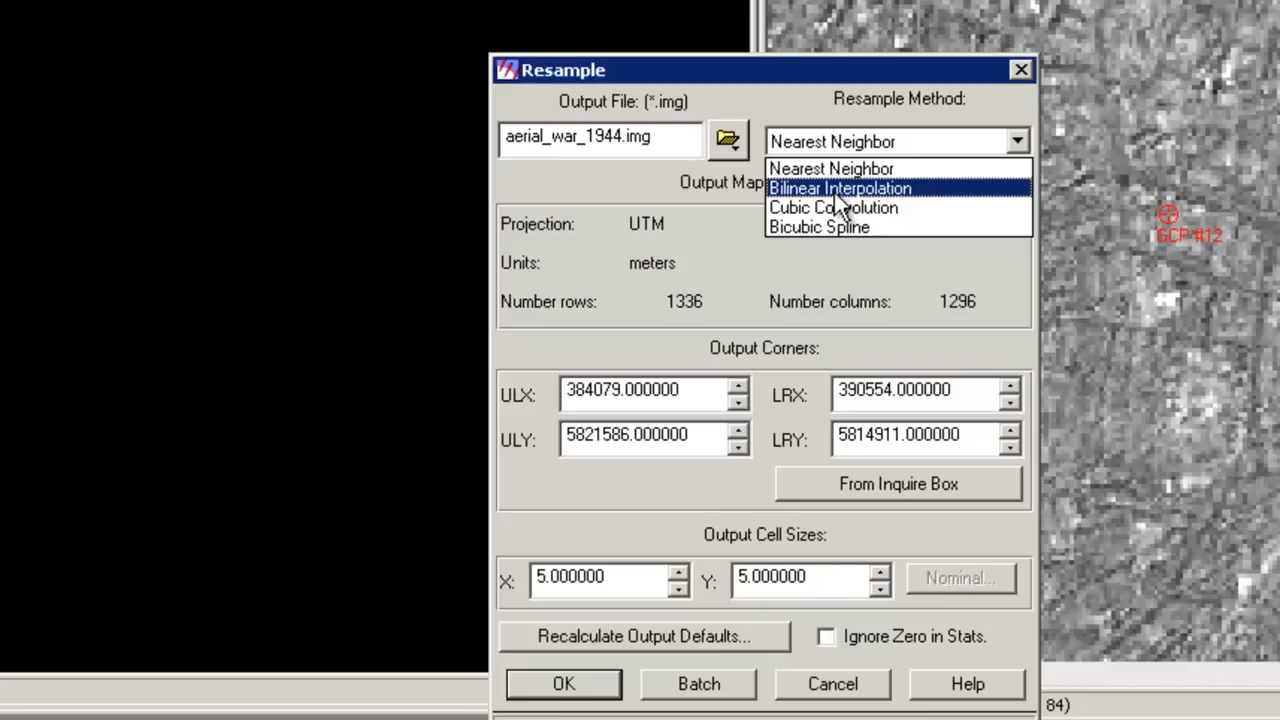 Resample
Output File: (*.img)
Resample Method:
aerial_war_1944.img
Nearest Neighbor
Nearest Neighbor
Output Map
Bilinear Interpolation
Cubic Convolution
Bicubic Spline
Projection: UTM
Units: meters
Number rows: 1336 Number columns: 1296
Output Corners:
ULX: 384079.000000 LRX: 390554.000000
ULY: 5821586.000000 LRY: 5814911.000000
From Inquire Box
Output Cell Sizes:
X: 5.000000 Y: 5.000000 Nominal...
Recalculate Output Defaults... Ignore Zero in Stats.
OK Batch Cancel Help
GCP #12
84)